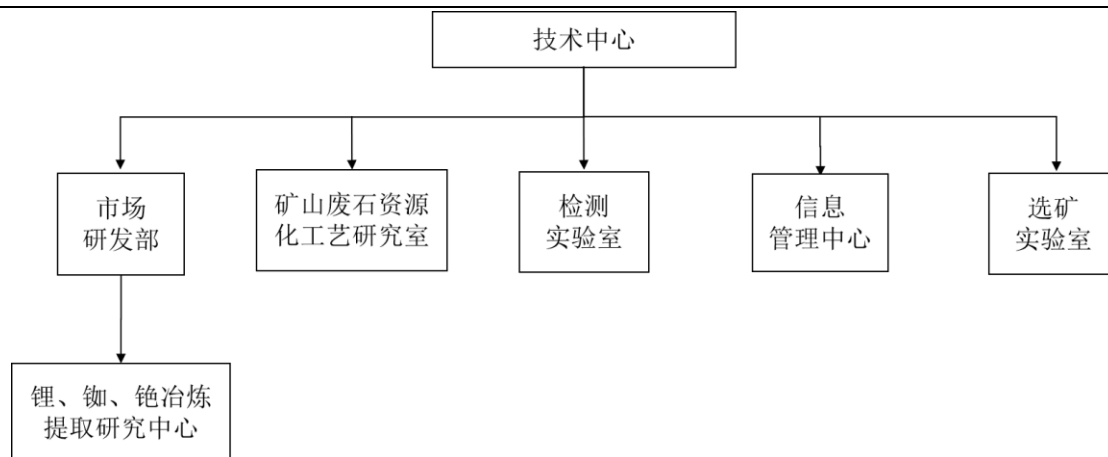 技术中心
市场
研发部
矿山废石资源
化工艺研究室
检测
实验室
信息
管理中心
选矿
实验室
锂、铷、铯冶炼
提取研究中心